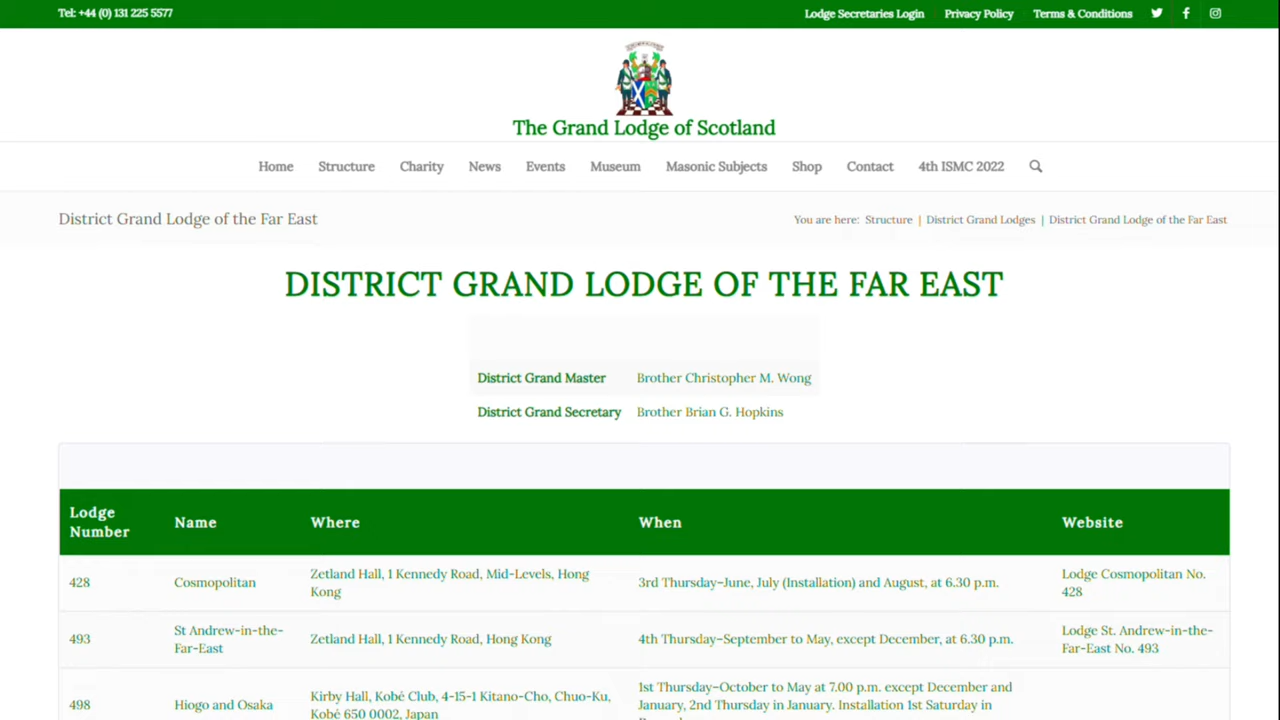 Tel: +44 (0) 131 225 5577
Lodge Secretaries Login Privacy Policy Terms & Conditions
The Grand Lodge of Scotland
Home Structure Charity News Events Museum Masonic Subjects Shop Contact 4th ISMC 2022
District Grand Lodge of the Far East
You are here: Structure | District Grand Lodges | District Grand Lodge of the Far East
DISTRICT GRAND LODGE OF THE FAR EAST
District Grand Master Brother Christopher M. Wong
District Grand Secretary Brother Brian G. Hopkins
Lodge
Number
Name
Where
When
Website
428
Cosmopolitan
Zetland Hall, 1 Kennedy Road, Mid-Levels, Hong
Kong
3rd Thursday–June, July (Installation) and August, at 6.30 p.m.
Lodge Cosmopolitan No.
428
493
St Andrew-in-the-
Far-East
Zetland Hall, 1 Kennedy Road, Hong Kong
4th Thursday–September to May, except December, at 6.30 p.m.
Lodge St. Andrew-in-the-
Far-East No. 493
498
Hiogo and Osaka
Kirby Hall, Kobé Club, 4-15-1 Kitano-Cho, Chuo-Ku,
Kobé 650 0002, Japan
1st Thursday–October to May at 7.00 p.m. except December and
January, 2nd Thursday in January. Installation 1st Saturday in